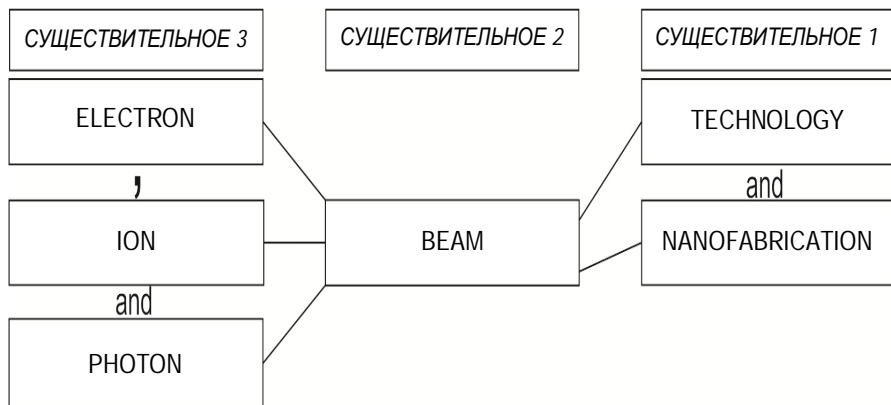 СУЩЕСТВИТЕЛЬНОЕ 3 СУЩЕСТВИТЕЛЬНОЕ 2 СУЩЕСТВИТЕЛЬНОЕ 1
ELECTRON TECHNOLOGY
, and
ION BEAM NANOFABRICATION
and
PHOTON